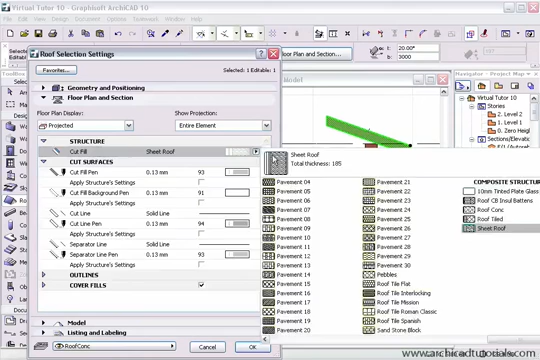 Virtual Tutor 10 - Graphisoft ArchiCAD 10
Roof Selection Settings
Favorites...
Selected: 1 Editable: 1
Geometry and Positioning
Floor Plan and Section
Floor Plan Display:
Show Projection:
Projected
Entire Element
STRUCTURE
Cut Fill
Sheet Roof
CUT SURFACES
Cut Fill Pen
0.13 mm
93
Apply Structure's Settings
Cut Fill Background Pen
0.13 mm
91
Apply Structure's Settings
Cut Line
Solid Line
Cut Line Pen
0.13 mm
94
Apply Structure's Settings
Separator Line
Solid Line
Separator Line Pen
0.13 mm
93
Apply Structure's Settings
OUTLINES
COVER FILLS
Model
Listing and Labeling
RoofConc
Cancel
OK
Floor Plan and Section...
20.00°
b:
3000
Model
Sheet Roof
Total thickness: 185
Pavement 04
Pavement 05
Pavement 06
Pavement 07
Pavement 08
Pavement 09
Pavement 10
Pavement 11
Pavement 12
Pavement 13
Pavement 14
Pavement 15
Pavement 16
Pavement 17
Pavement 18
Pavement 19
Pavement 20
Pavement 21
Pavement 22
Pavement 23
Pavement 24
Pavement 25
Pavement 26
Pavement 27
Pavement 28
Pavement 29
Pavement 30
Pebbles
Roof Tile Flat
Roof Tile Interlocking
Roof Tile Mission
Roof Tile Roman Classic
Roof Tile Spanish
Sand Stone Block
COMPOSITE STRUCTU
10mm Tinted Plate Glass
Roof CB Insul Battens
Roof Conc
Roof Tiled
Sheet Roof
Navigator - Project Map
Virtual Tutor 10
Stories
2. Level 2
1. Level 1
0. Zero Heigl
Sections/Elevatio
www.archicadtutorials.com